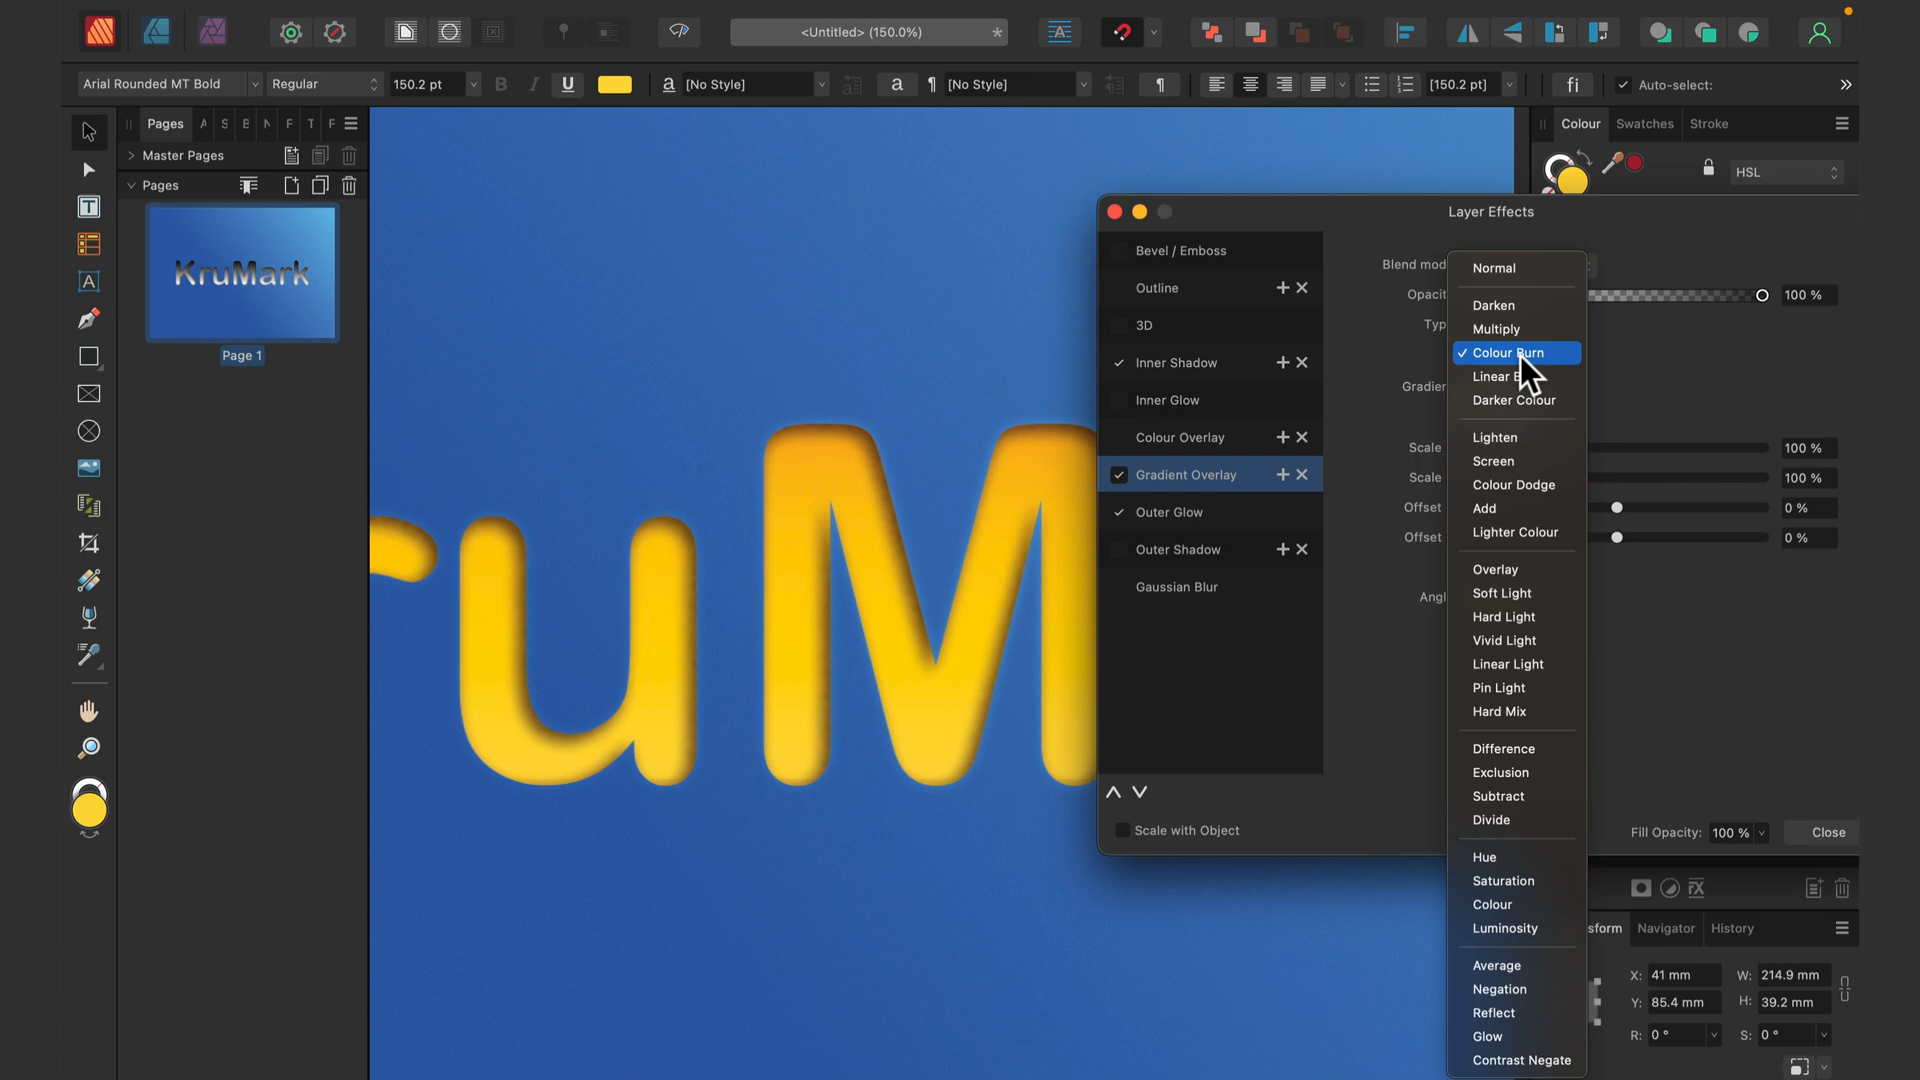 <Untitled> (150.0%)
*
Arial Rounded MT Bold
Regular
150.2 pt
B
I
U
a
[No Style]
a
¶
[No Style]
¶
[150.2 pt]
fi
Auto-select:
Pages
A
S
B
N
F
T
F
Colour
Swatches
Stroke
Master Pages
Pages
HSL
KruMark
Page 1
Layer Effects
Bevel / Emboss
Outline
3D
Inner Shadow
Inner Glow
Colour Overlay
Gradient Overlay
Outer Glow
Outer Shadow
Gaussian Blur
Scale with Object
Blend mod
Opacit
100 %
Typ
Gradien
Scale
100 %
Scale
100 %
Offset
0 %
Offset
0 %
Angl
Normal
Darken
Multiply
Colour Burn
Linear B
Darker Colour
Lighten
Screen
Colour Dodge
Add
Lighter Colour
Overlay
Soft Light
Hard Light
Vivid Light
Linear Light
Pin Light
Hard Mix
Difference
Exclusion
Subtract
Divide
Hue
Saturation
Colour
Luminosity
Average
Negation
Reflect
Glow
Contrast Negate
Fill Opacity: 100 %
Close
ruM
sform
Navigator
History
X: 41 mm
W: 214.9 mm
Y: 85.4 mm
H: 39.2 mm
R: 0 °
S: 0 °